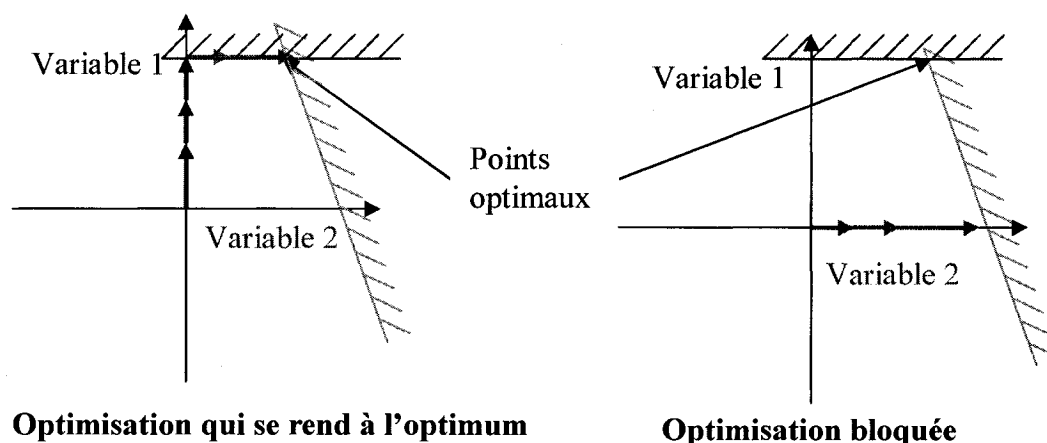 Variable 1
Variable 1
Points
optimaux
Variable 2
Variable 2
Optimisation qui se rend à l'optimum
Optimisation bloquée